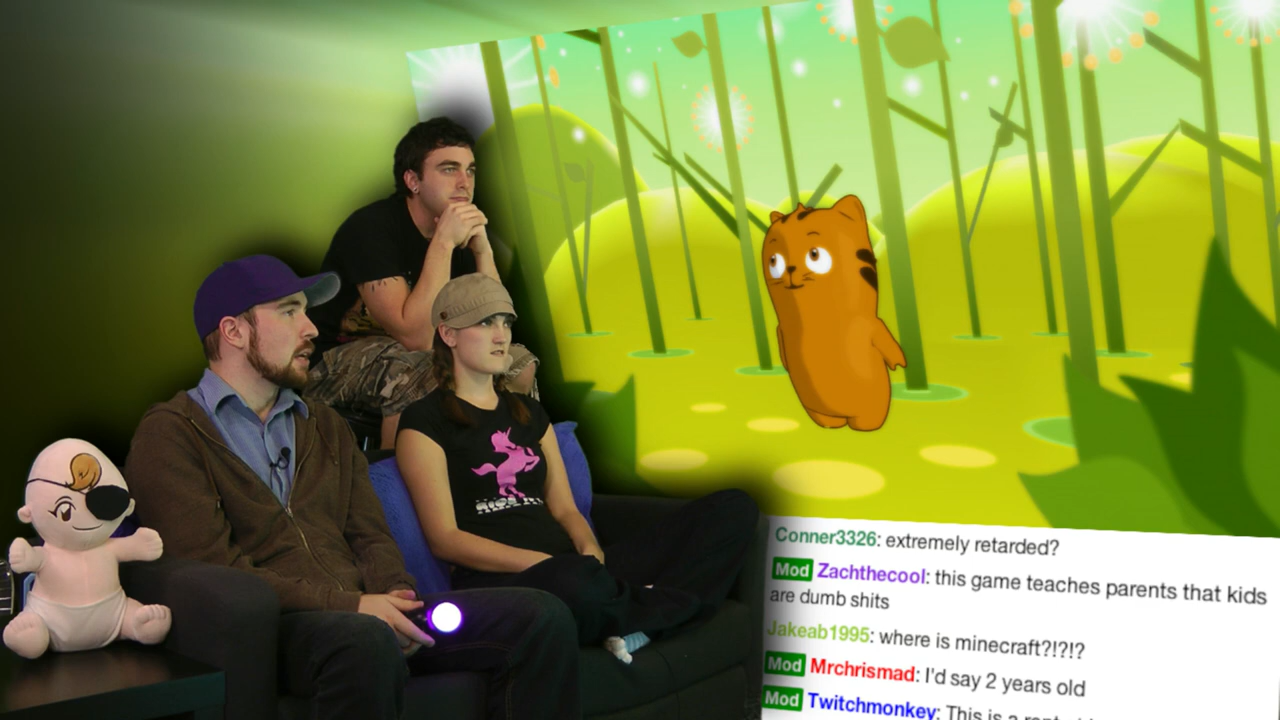 Conner3326: extremely retarded?
Mod Zachthecool: this game teaches parents that kids
are dumb shits
Jakeab1995: where is minecraft?!?!?
Mod Mrchrismad: I'd say 2 years old
Mod Twitchmonkey: This is a